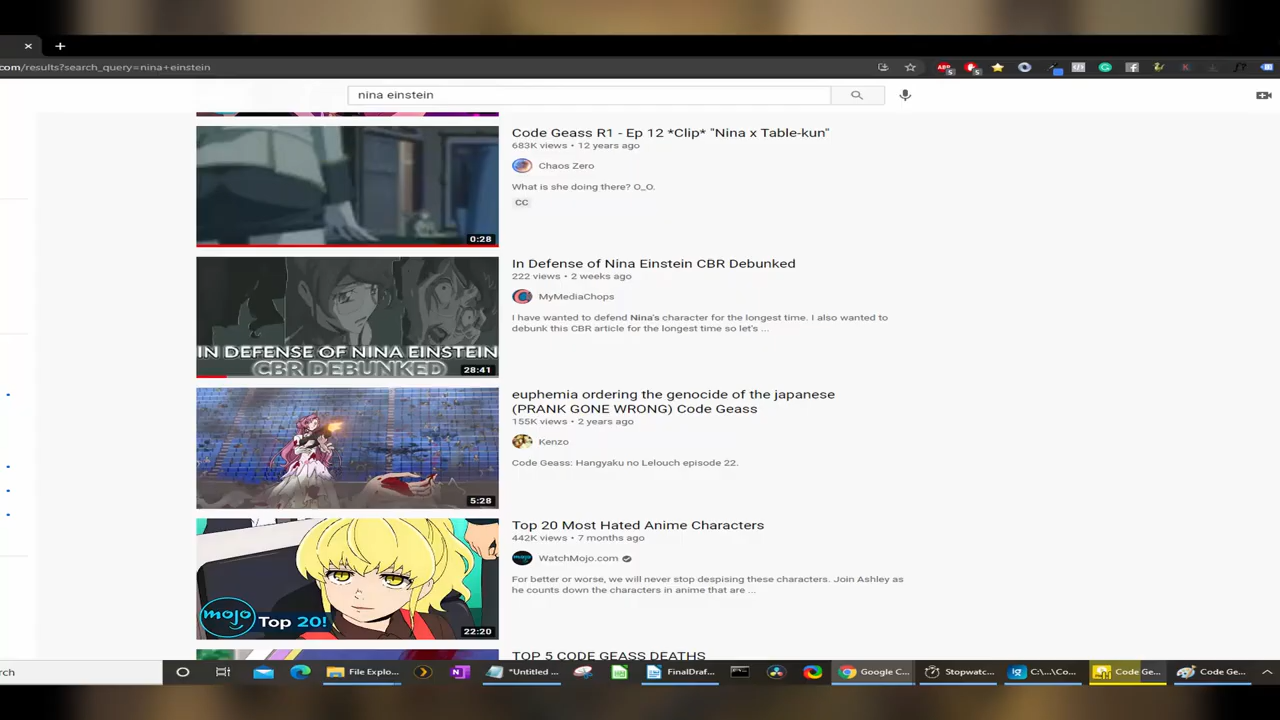 com/results?search_query=nina+einstein
nina einstein
Code Geass R1 - Ep 12 *Clip* "Nina x Table-kun"
683K views • 12 years ago
Chaos Zero
What is she doing there? O_O.
CC
0:28
In Defense of Nina Einstein CBR Debunked
222 views • 2 weeks ago
MyMediaChops
I have wanted to defend Nina's character for the longest time. I also wanted to
debunk this CBR article for the longest time so let's ...
IN DEFENSE OF NINA EINSTEIN
CBR DEBUNKED
28:41
euphemia ordering the genocide of the japanese
(PRANK GONE WRONG) Code Geass
155K views • 2 years ago
Kenzo
Code Geass: Hangyaku no Lelouch episode 22.
5:28
Top 20 Most Hated Anime Characters
442K views • 7 months ago
WatchMojo.com
For better or worse, we will never stop despising these characters. Join Ashley as
he counts down the characters in anime that are ...
mojo Top 20!
22:20
TOP 5 CODE GEASS DEATHS
rch
File Explo...
*Untitled ...
FinalDraf...
Google C...
Stopwatc...
C:\...\Co...
Code Ge...
Code Ge...